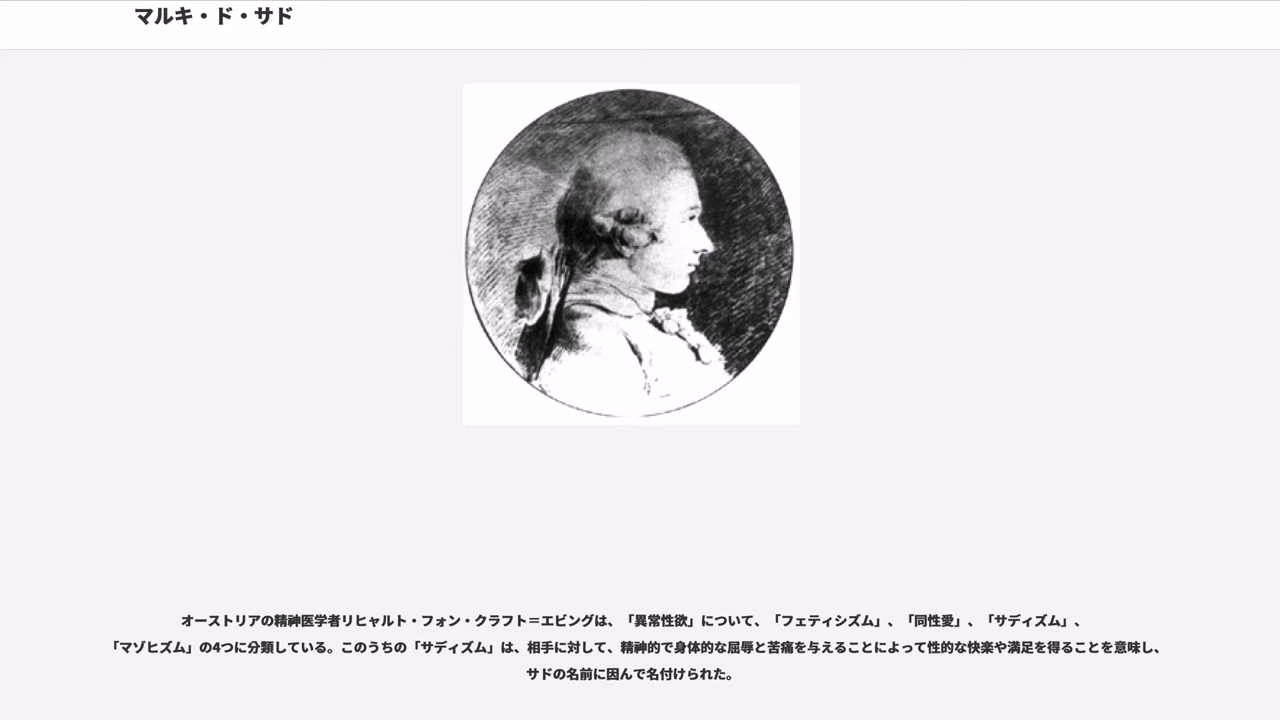 マルキ・ド・サド
オーストリアの精神医学者リヒャルト・フォン・クラフト＝エビングは、「異常性欲」について、「フェティシズム」、「同性愛」、「サディズム」、
「マゾヒズム」の4つに分類している。このうちの「サディズム」は、相手に対して、精神的で身体的な屈辱と苦痛を与えることによって性的な快楽や満足を得ることを意味し、
サドの名前に因んで名付けられた。